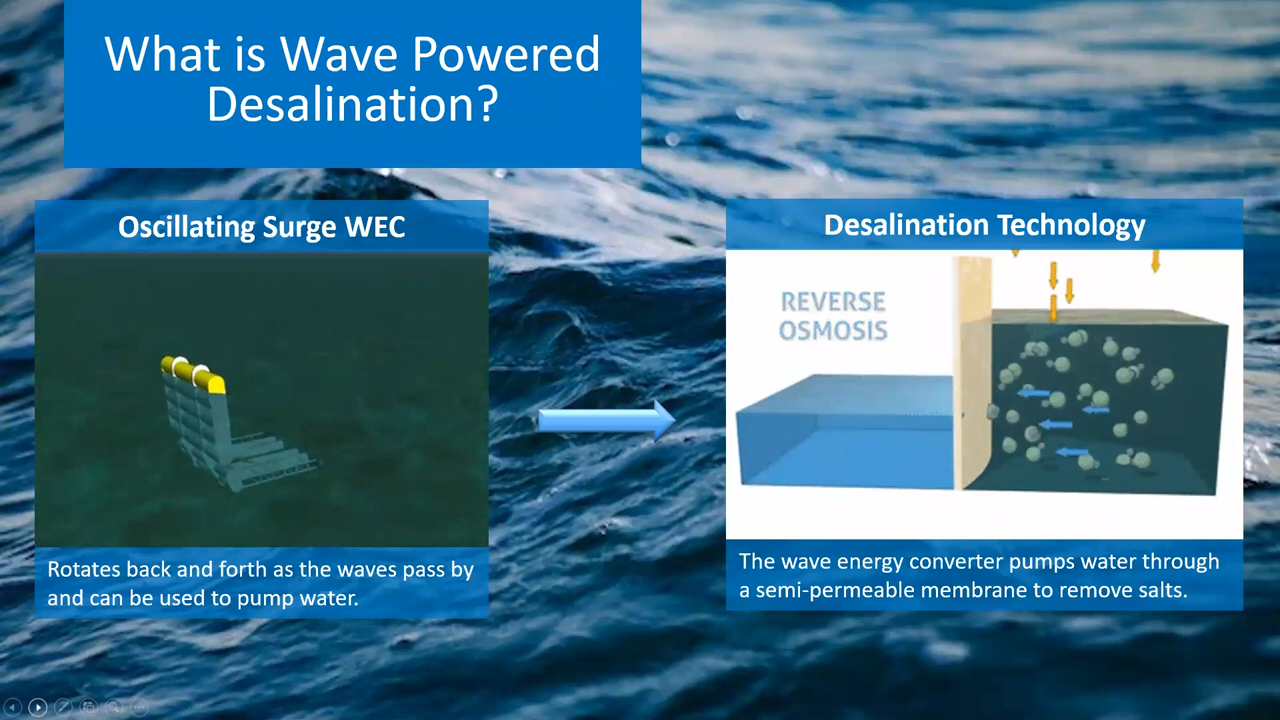 What is Wave Powered
Desalination?
Oscillating Surge WEC
Rotates back and forth as the waves pass by
and can be used to pump water.
Desalination Technology
REVERSE
OSMOSIS
The wave energy converter pumps water through
a semi-permeable membrane to remove salts.